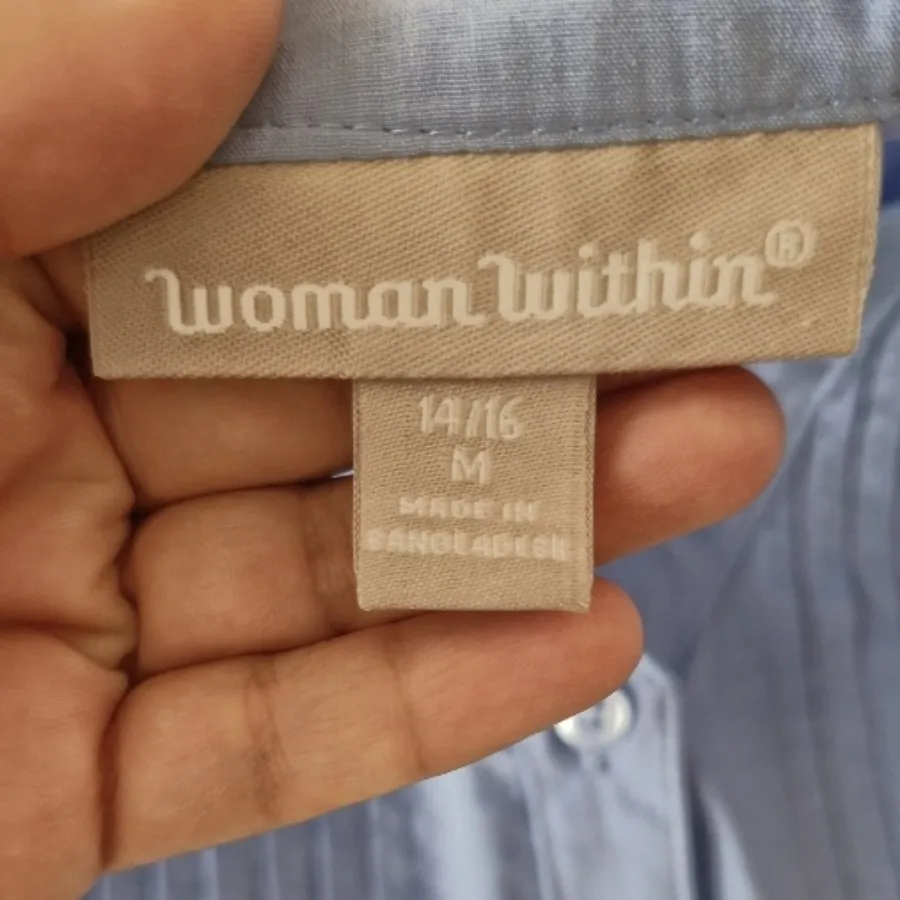 woman within®
14/16
M
MADE IN
BANGLADESH